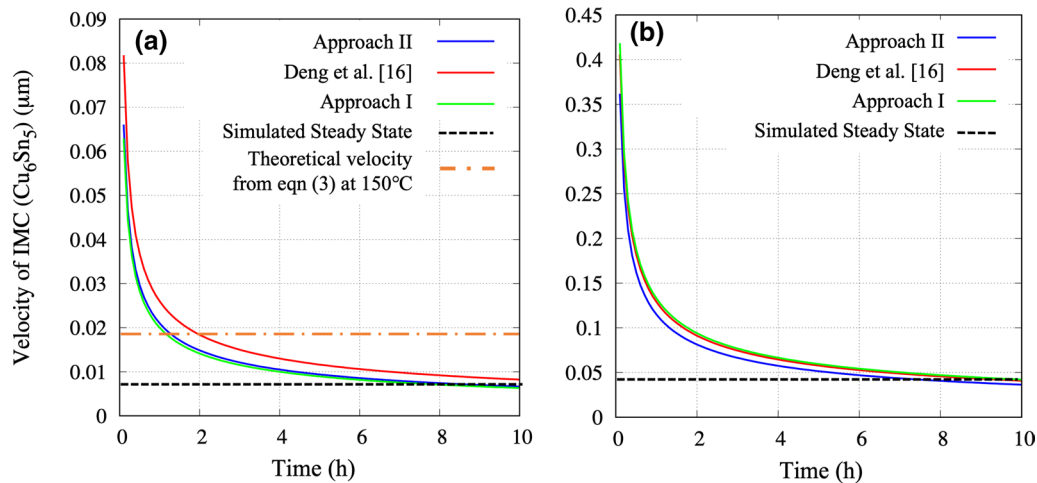 (a)
Approach II
Deng et al. [16]
Approach I
Simulated Steady State
Theoretical velocity
from eqn (3) at 150°C
Velocity of IMC (Cu6Sn5) (μm)
0.09
0.08
0.07
0.06
0.05
0.04
0.03
0.02
0.01
0
0
2
4
6
8
10
Time (h)
(b)
Approach II
Deng et al. [16]
Approach I
Simulated Steady State
0.45
0.4
0.35
0.3
0.25
0.2
0.15
0.1
0.05
0
0
2
4
6
8
10
Time (h)